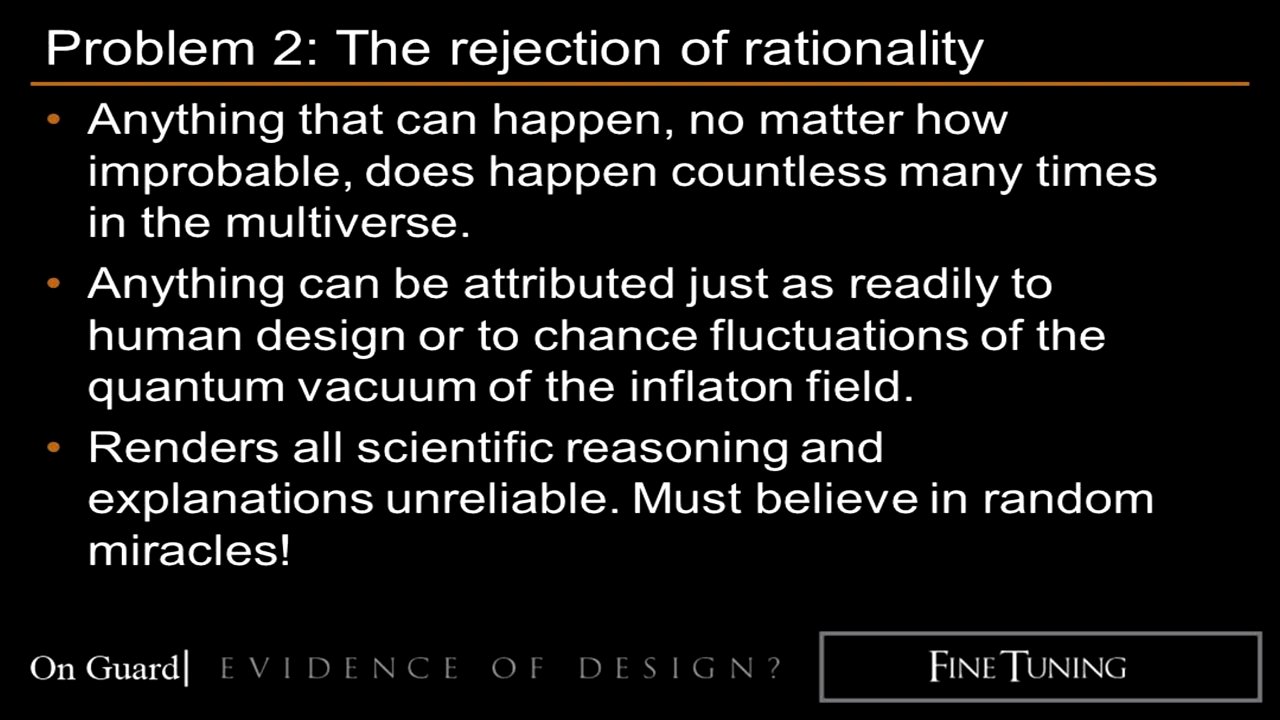 Problem 2: The rejection of rationality
• Anything that can happen, no matter how
improbable, does happen countless many times
in the multiverse.
• Anything can be attributed just as readily to
human design or to chance fluctuations of the
quantum vacuum of the inflaton field.
• Renders all scientific reasoning and
explanations unreliable. Must believe in random
miracles!
On Guard| EVIDENCE OF DESIGN? FINE TUNING